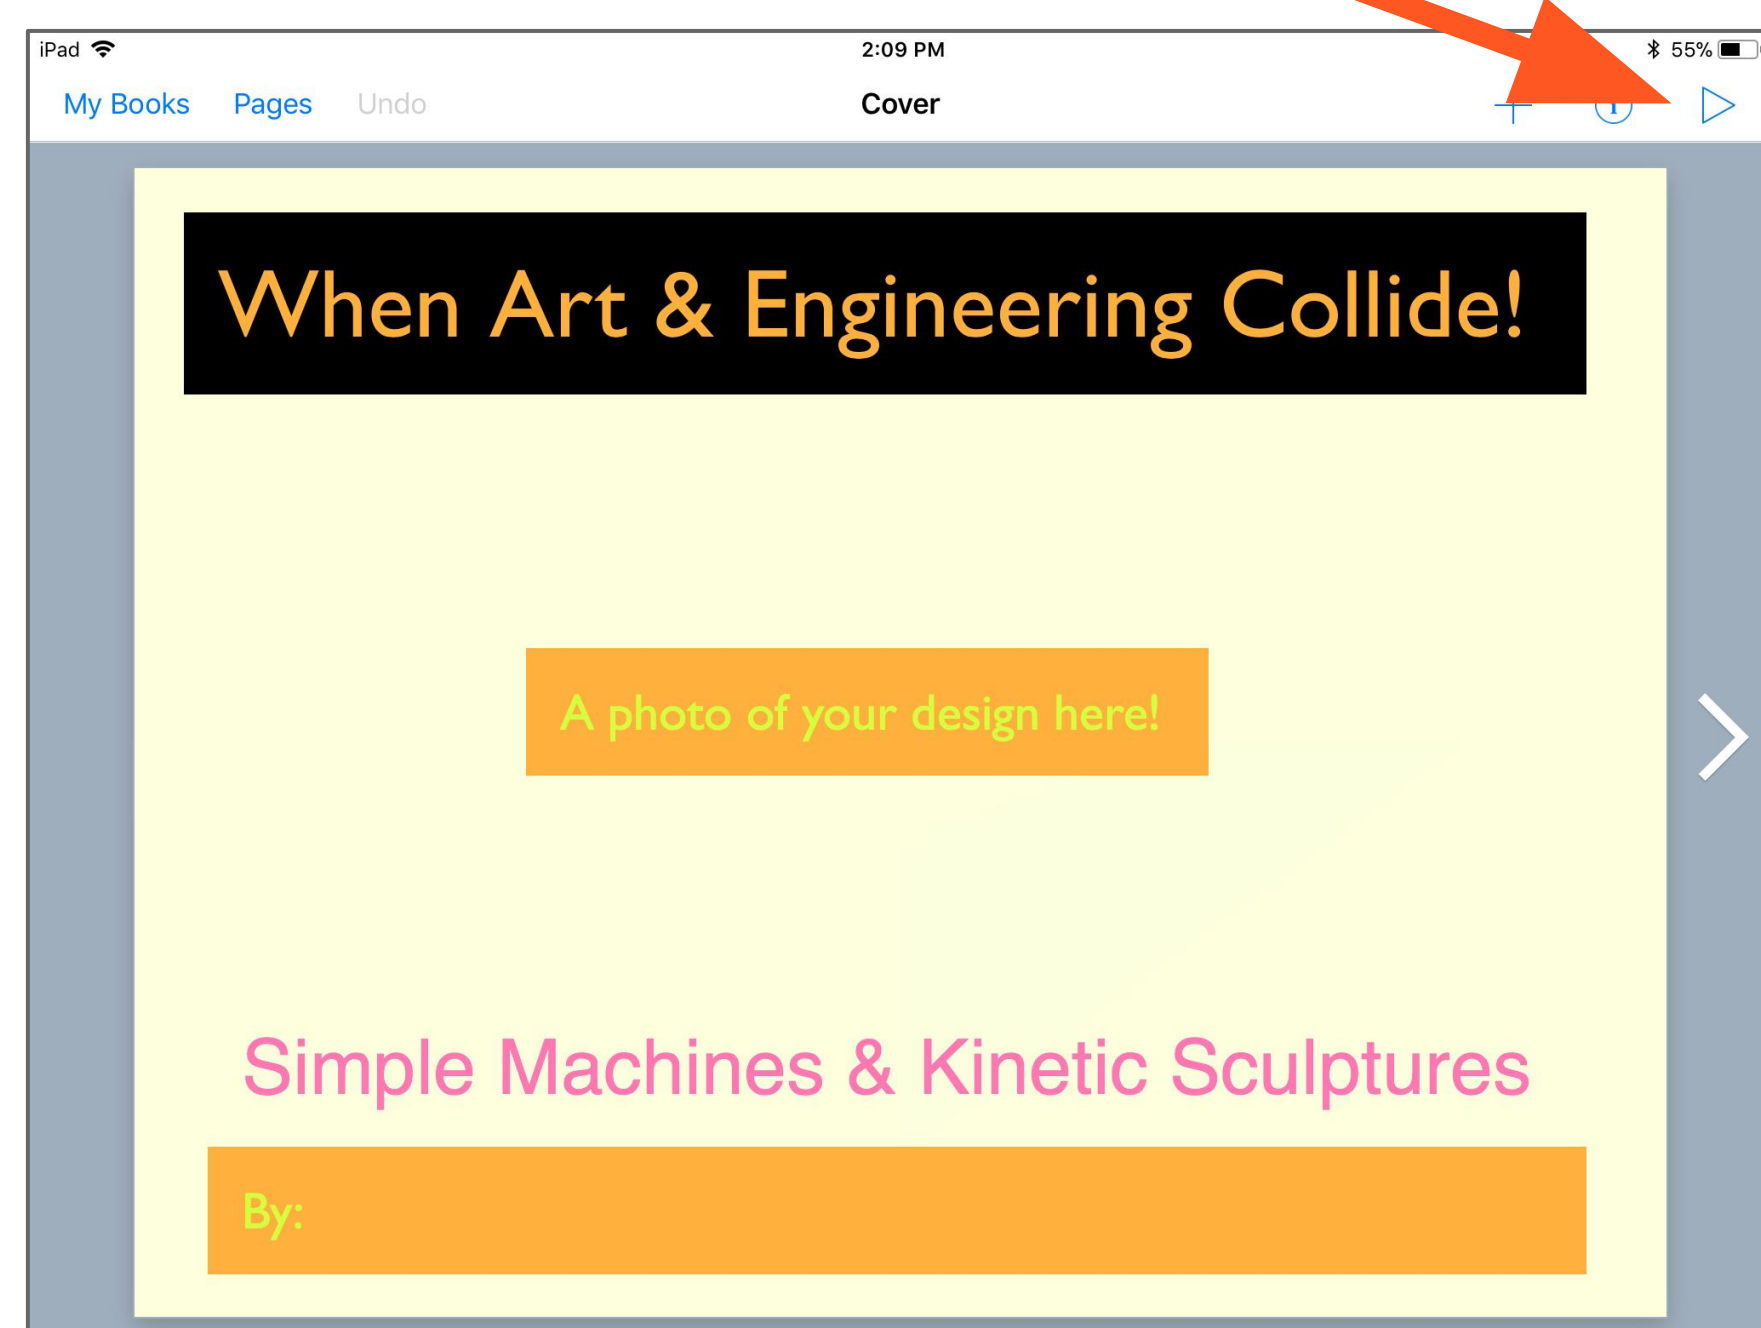 iPad 2:09 PM 55%
My Books Pages Undo Cover
When Art & Engineering Collide!
A photo of your design here!
Simple Machines & Kinetic Sculptures
By: